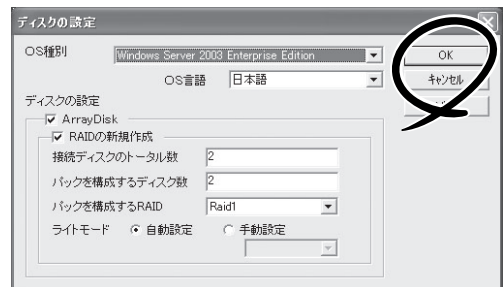 ディスクの設定
OS種別 Windows Server 2003 Enterprise Edition
OK
OS言語 日本語
キャンセル
ディスクの設定
ArrayDisk
RAIDの新規作成
接続ディスクのトータル数 2
パックを構成するディスク数 2
パックを構成するRAID Raid1
ライトモード 自動設定 手動設定